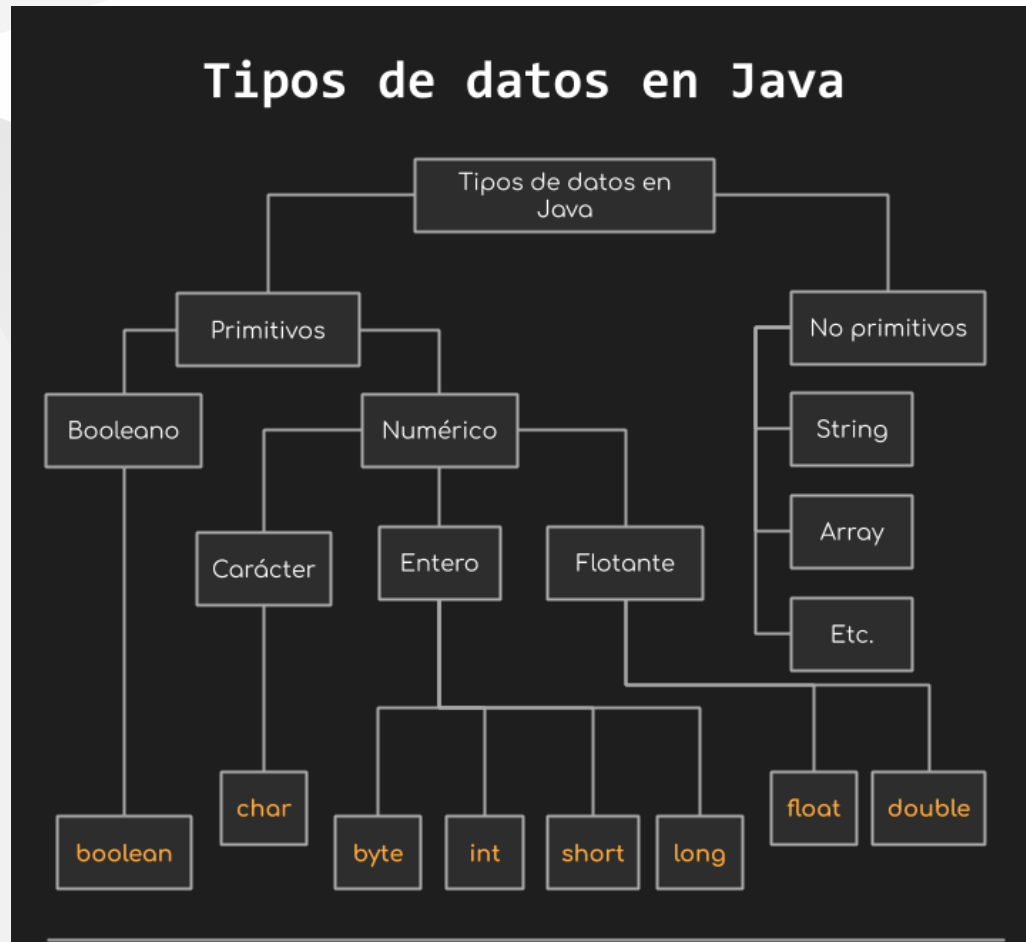 Tipos de datos en Java
Tipos de datos en
Java
Primitivos
No primitivos
Booleano
Numérico
String
Array
Carácter
Entero
Flotante
Etc.
char
float
double
boolean
byte
int
short
long